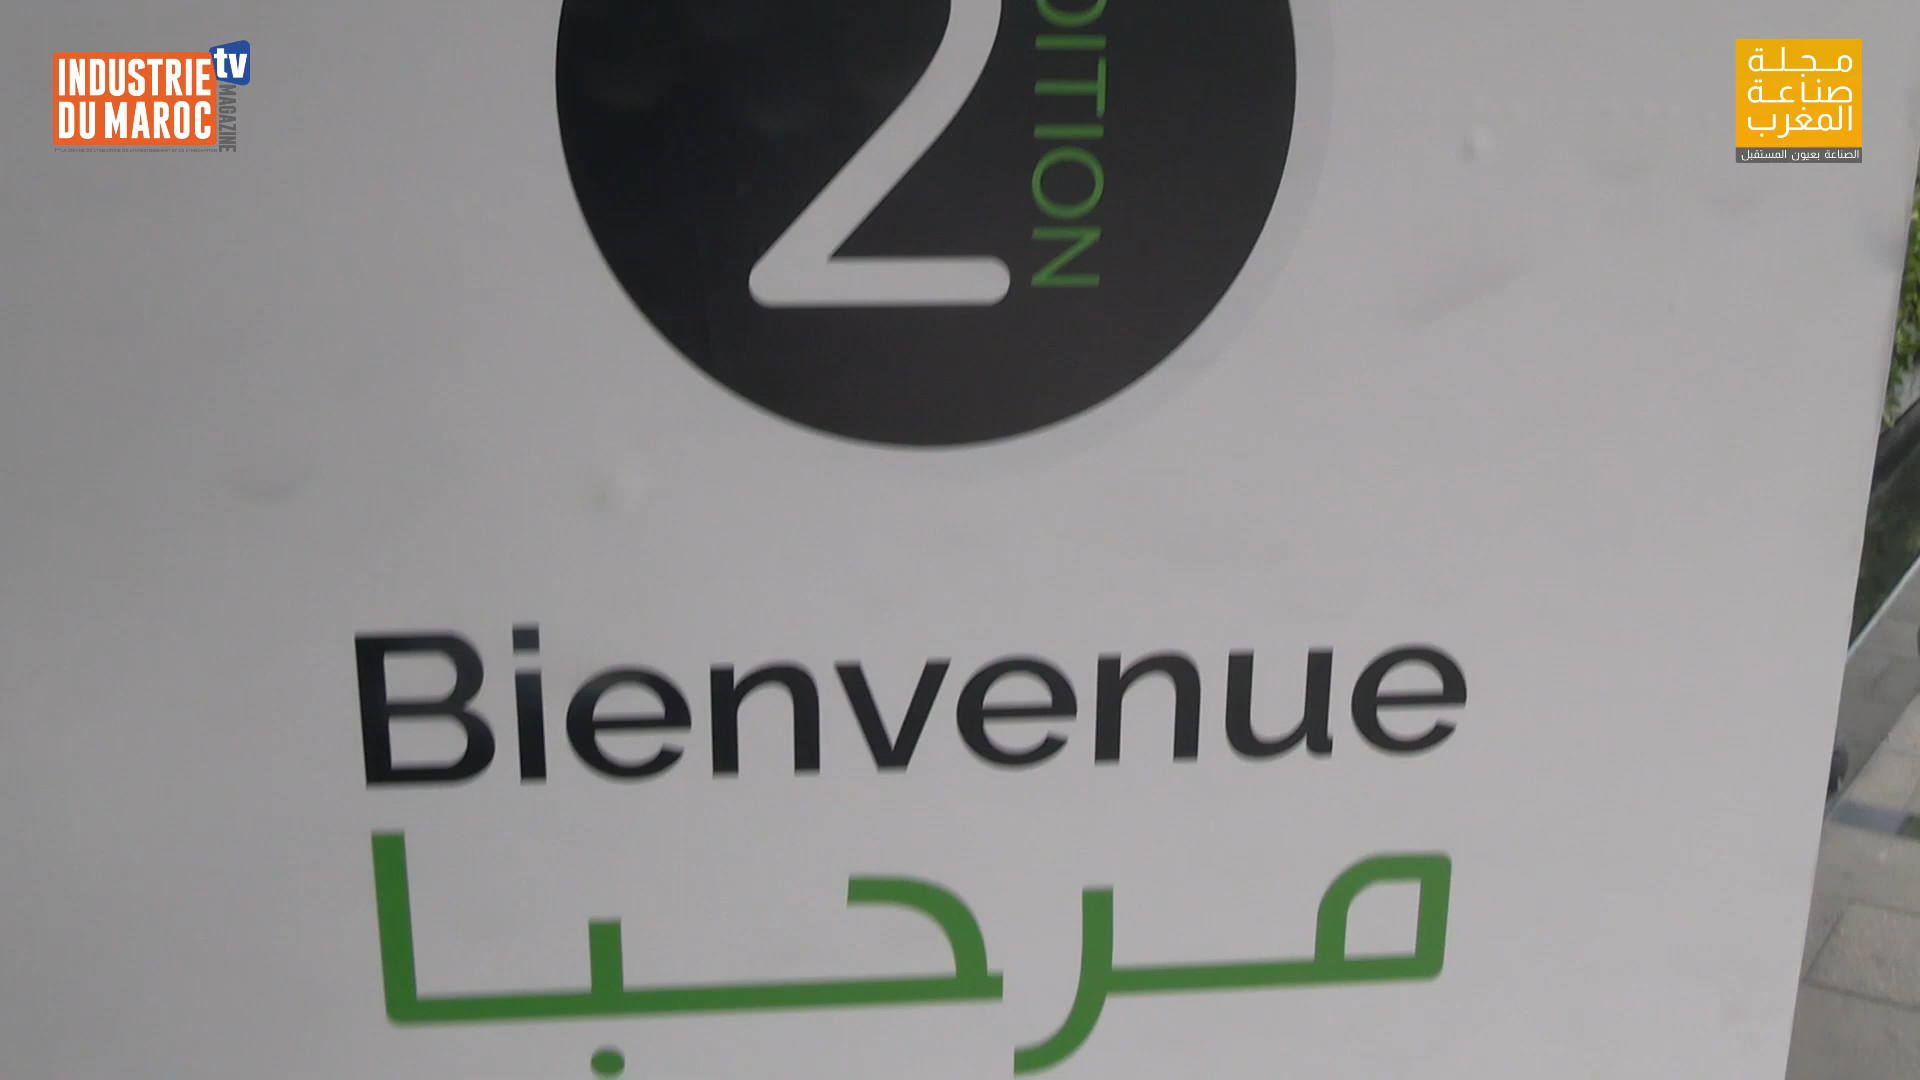 INDUSTRIE
DU MAROC
tv
MAGAZINE
مجلة
صناعة
المغرب
الصناعة بعيون المستقبل
2
DITION
Bienvenue
مرحبا